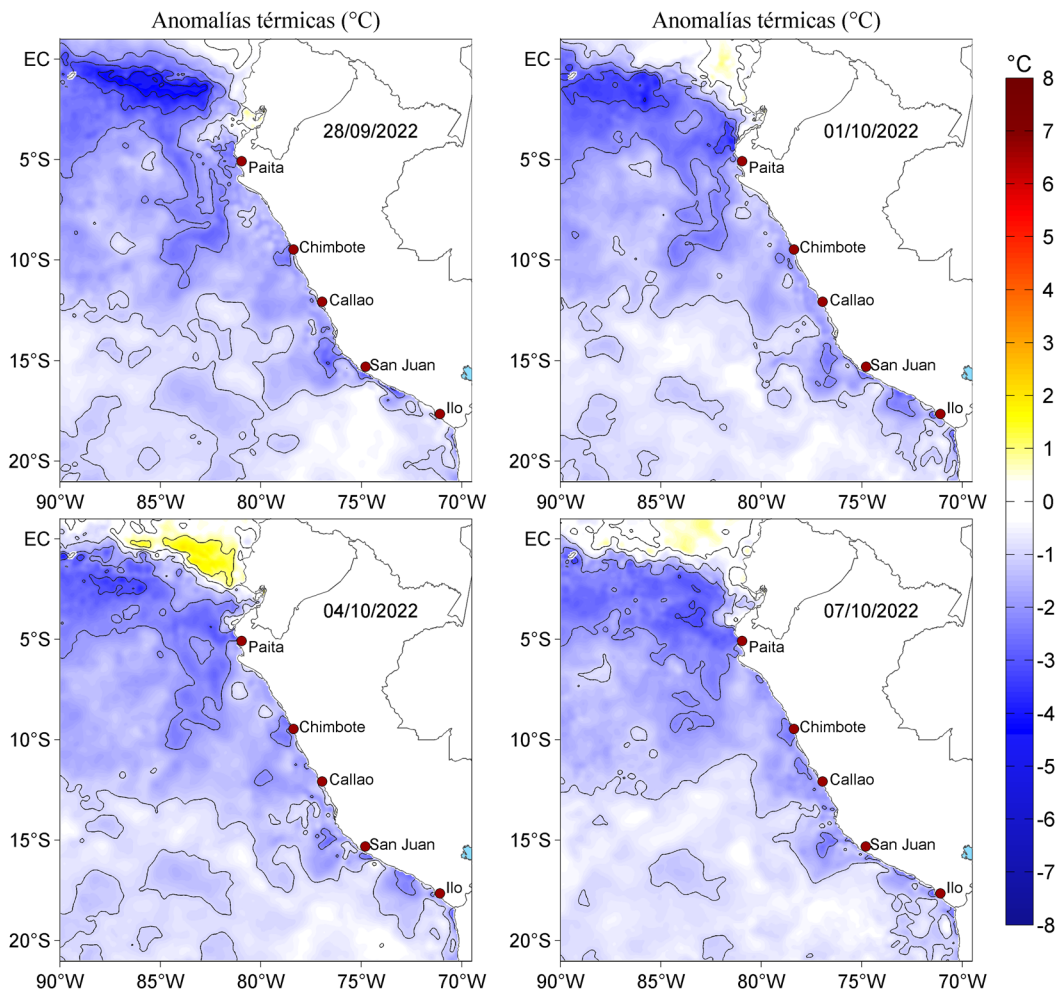 Anomalías térmicas (°C)
Anomalías térmicas (°C)
EC
5°S
10°S
15°S
20°S
90°W
85°W
80°W
75°W
70°W
28/09/2022
Paita
Chimbote
Callao
San Juan
Ilo
EC
5°S
10°S
15°S
20°S
90°W
85°W
80°W
75°W
70°W
01/10/2022
Paita
Chimbote
Callao
San Juan
Ilo
EC
5°S
10°S
15°S
20°S
90°W
85°W
80°W
75°W
70°W
04/10/2022
Paita
Chimbote
Callao
San Juan
Ilo
EC
5°S
10°S
15°S
20°S
90°W
85°W
80°W
75°W
70°W
07/10/2022
Paita
Chimbote
Callao
San Juan
Ilo
°C
8
7
6
5
4
3
2
1
0
-1
-2
-3
-4
-5
-6
-7
-8